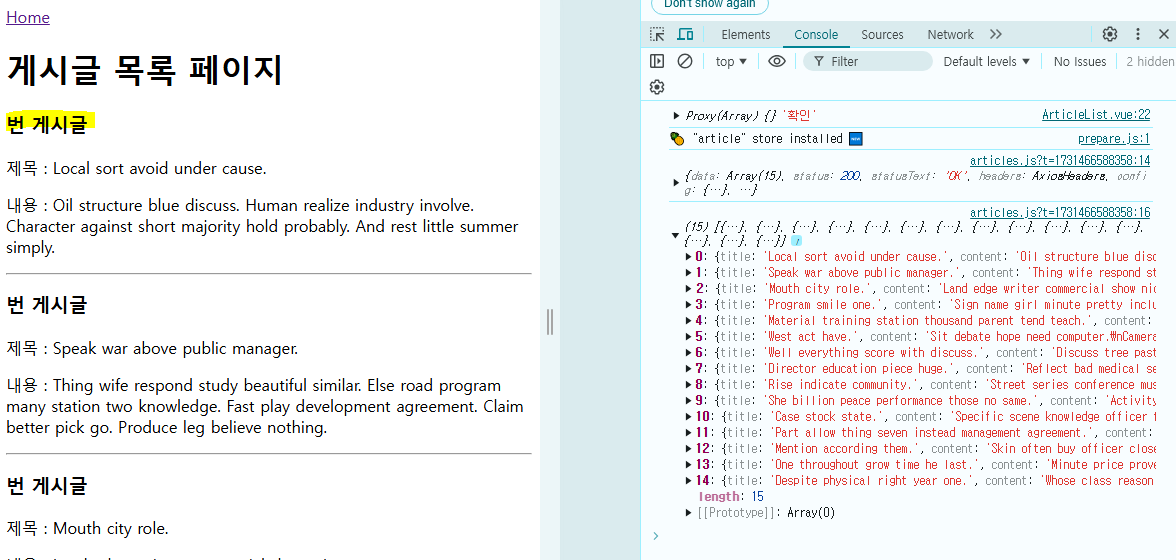 Home
게시글 목록 페이지
번 게시글
제목 : Local sort avoid under cause.
내용 : Oil structure blue discuss. Human realize industry involve.
Character against short majority hold probably. And rest little summer
simply.
번 게시글
제목 : Speak war above public manager.
내용 : Thing wife respond study beautiful similar. Else road program
many station two knowledge. Fast play development agreement. Claim
better pick go. Produce leg believe nothing.
번 게시글
제목 : Mouth city role.
Don't show again
Elements Console Sources Network
top ▼ Filter Default levels ▼ No Issues 2 hidden
▶ Proxy(Array) {} '확인' ArticleList.vue:22
"article" store installed 🆕 prepare.js:1
articles.js?t=1731466588358:14
▶ {data: Array(15), status: 200, statusText: 'OK', headers: AxiosHeaders, confi
g: {…}, …}
articles.js?t=1731466588358:16
▼ (15) [{…}, {…}, {…}, {…}, {…}, {…}, {…}, {…}, {…}, {…}, {…}, {…},
{…}, {…}, {…}] i
▶ 0: {title: 'Local sort avoid under cause.', content: 'Oil structure blue disc
▶ 1: {title: 'Speak war above public manager.', content: 'Thing wife respond st
▶ 2: {title: 'Mouth city role.', content: 'Land edge writer commercial show nic
▶ 3: {title: 'Program smile one.', content: 'Sign name girl minute pretty inclu
▶ 4: {title: 'Material training station thousand parent tend teach.', content:
▶ 5: {title: 'West act have.', content: 'Sit debate hope need computer.₩nCamera
▶ 6: {title: 'Well everything score with discuss.', content: 'Discuss tree past
▶ 7: {title: 'Director education piece huge.', content: 'Reflect bad medical se
▶ 8: {title: 'Rise indicate community.', content: 'Street series conference mus
▶ 9: {title: 'She billion peace performance those no same.', content: 'Activity
▶ 10: {title: 'Case stock state.', content: 'Specific scene knowledge officer f
▶ 11: {title: 'Part allow thing seven instead management agreement.', content:
▶ 12: {title: 'Mention according them.', content: 'Skin often buy officer close
▶ 13: {title: 'One throughout grow time he last.', content: 'Minute price prove
▶ 14: {title: 'Despite physical right year one.', content: 'Whose class reason
length: 15
▶ [[Prototype]]: Array(0)